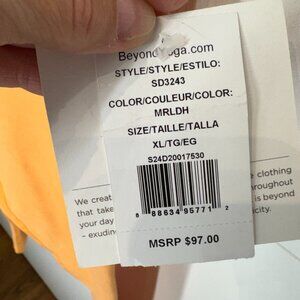 BeyondYoga.com
STYLE/STYLE/ESTILO:
SD3243
COLOR/COULEUR/COLOR:
MRLDH
SIZE/TAILLE/TALLA
XL/TG/EG
S24D20017530
8 88634 95771 2
MSRP $97.00
We creat
that take
your day
- exudin
clothing
hroughout
is beyond
icity.